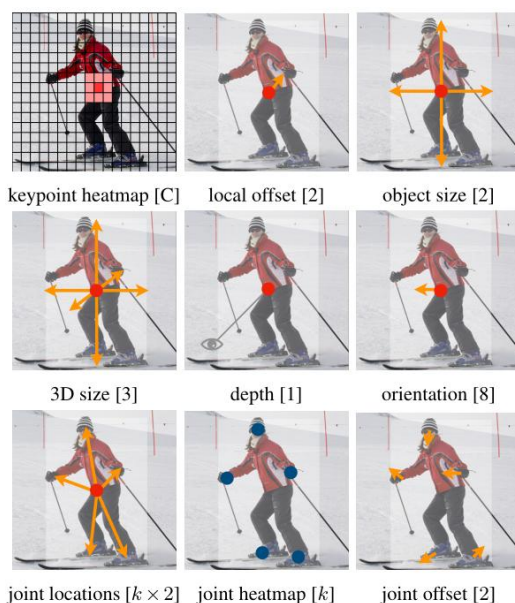 keypoint heatmap [C] local offset [2] object size [2]
3D size [3] depth [1] orientation [8]
joint locations [k × 2] joint heatmap [k] joint offset [2]